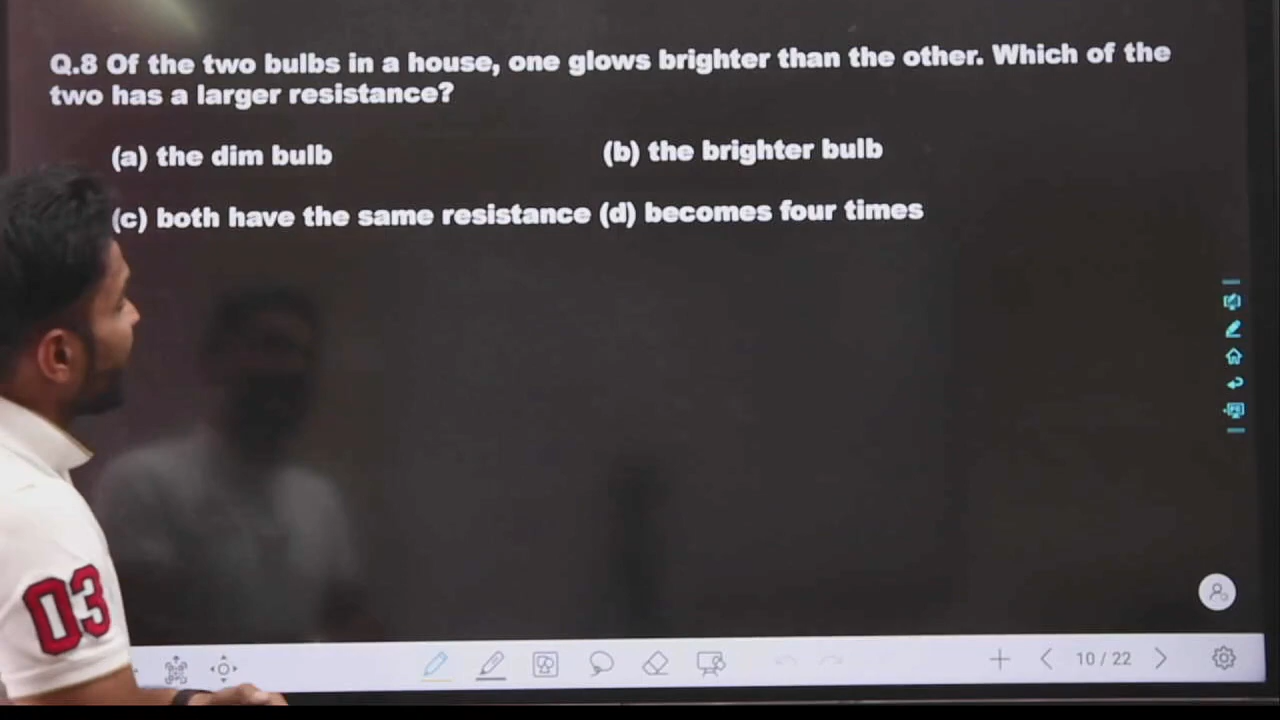 Q.8 Of the two bulbs in a house, one glows brighter than the other. Which of the
two has a larger resistance?
(a) the dim bulb (b) the brighter bulb
(c) both have the same resistance (d) becomes four times
03
10 / 22